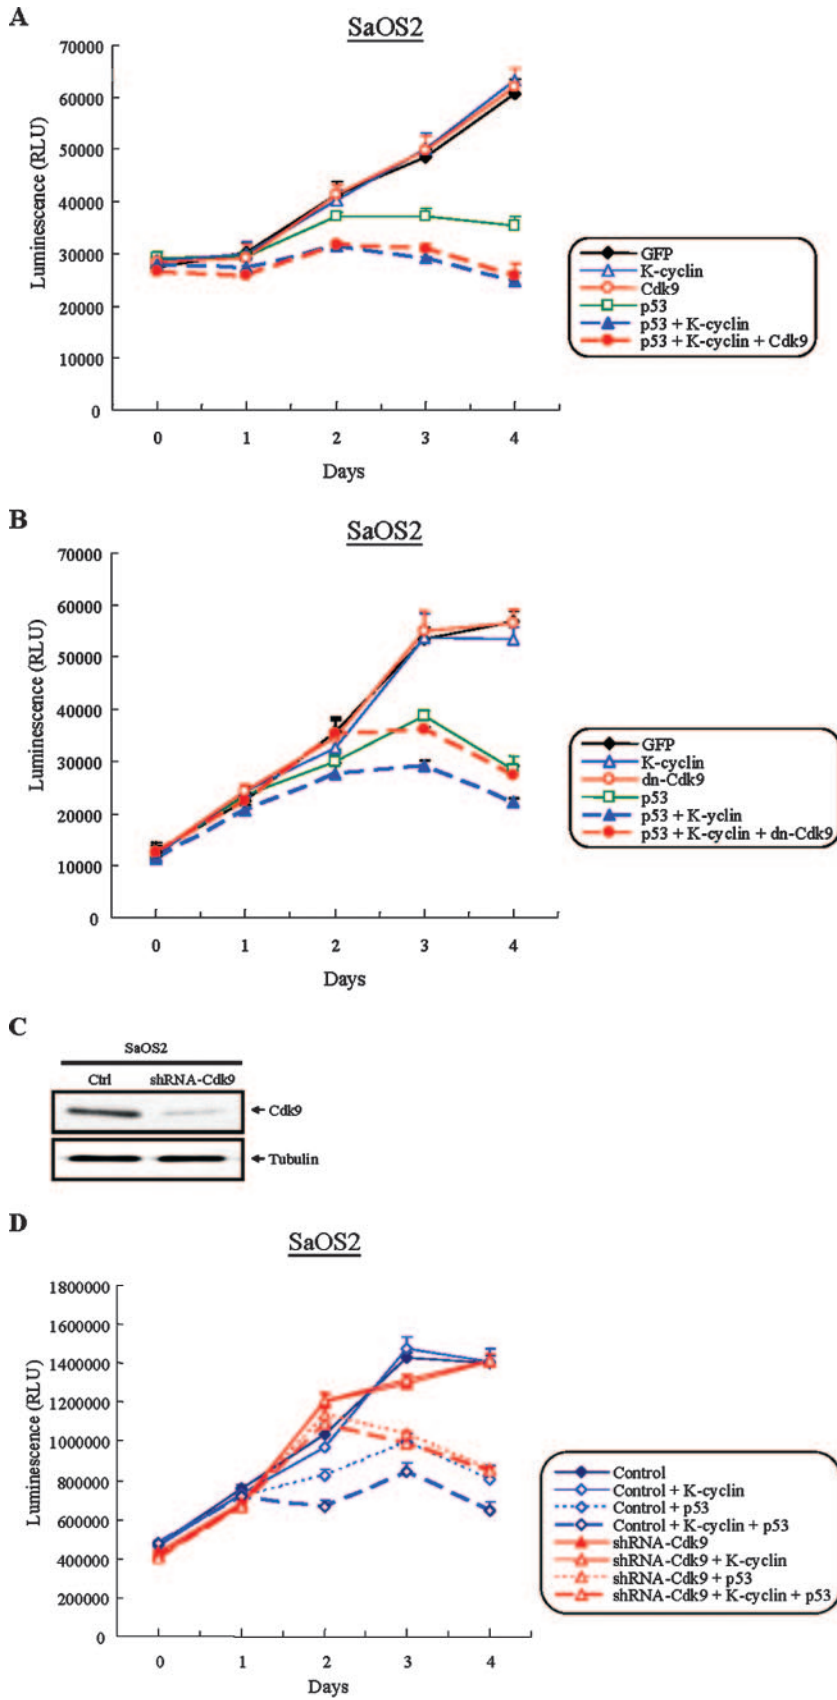 A
SaOS2
70000
60000
50000
40000
30000
20000
10000
0
Luminescence (RLU)
0 1 2 3 4
Days
GFP
K-cyclin
Cdk9
p53
p53 + K-cyclin
p53 + K-cyclin + Cdk9
B
SaOS2
70000
60000
50000
40000
30000
20000
10000
0
Luminescence (RLU)
0 1 2 3 4
Days
GFP
K-cyclin
dn-Cdk9
p53
p53 + K-yclin
p53 + K-cyclin + dn-Cdk9
C
SaOS2
Ctrl shRNA-Cdk9
Cdk9
Tubulin
D
SaOS2
1800000
1600000
1400000
1200000
1000000
800000
600000
400000
200000
0
Luminescence (RLU)
0 1 2 3 4
Days
Control
Control + K-cyclin
Control + p53
Control + K-cyclin + p53
shRNA-Cdk9
shRNA-Cdk9 + K-cyclin
shRNA-Cdk9 + p53
shRNA-Cdk9 + K-cyclin + p53